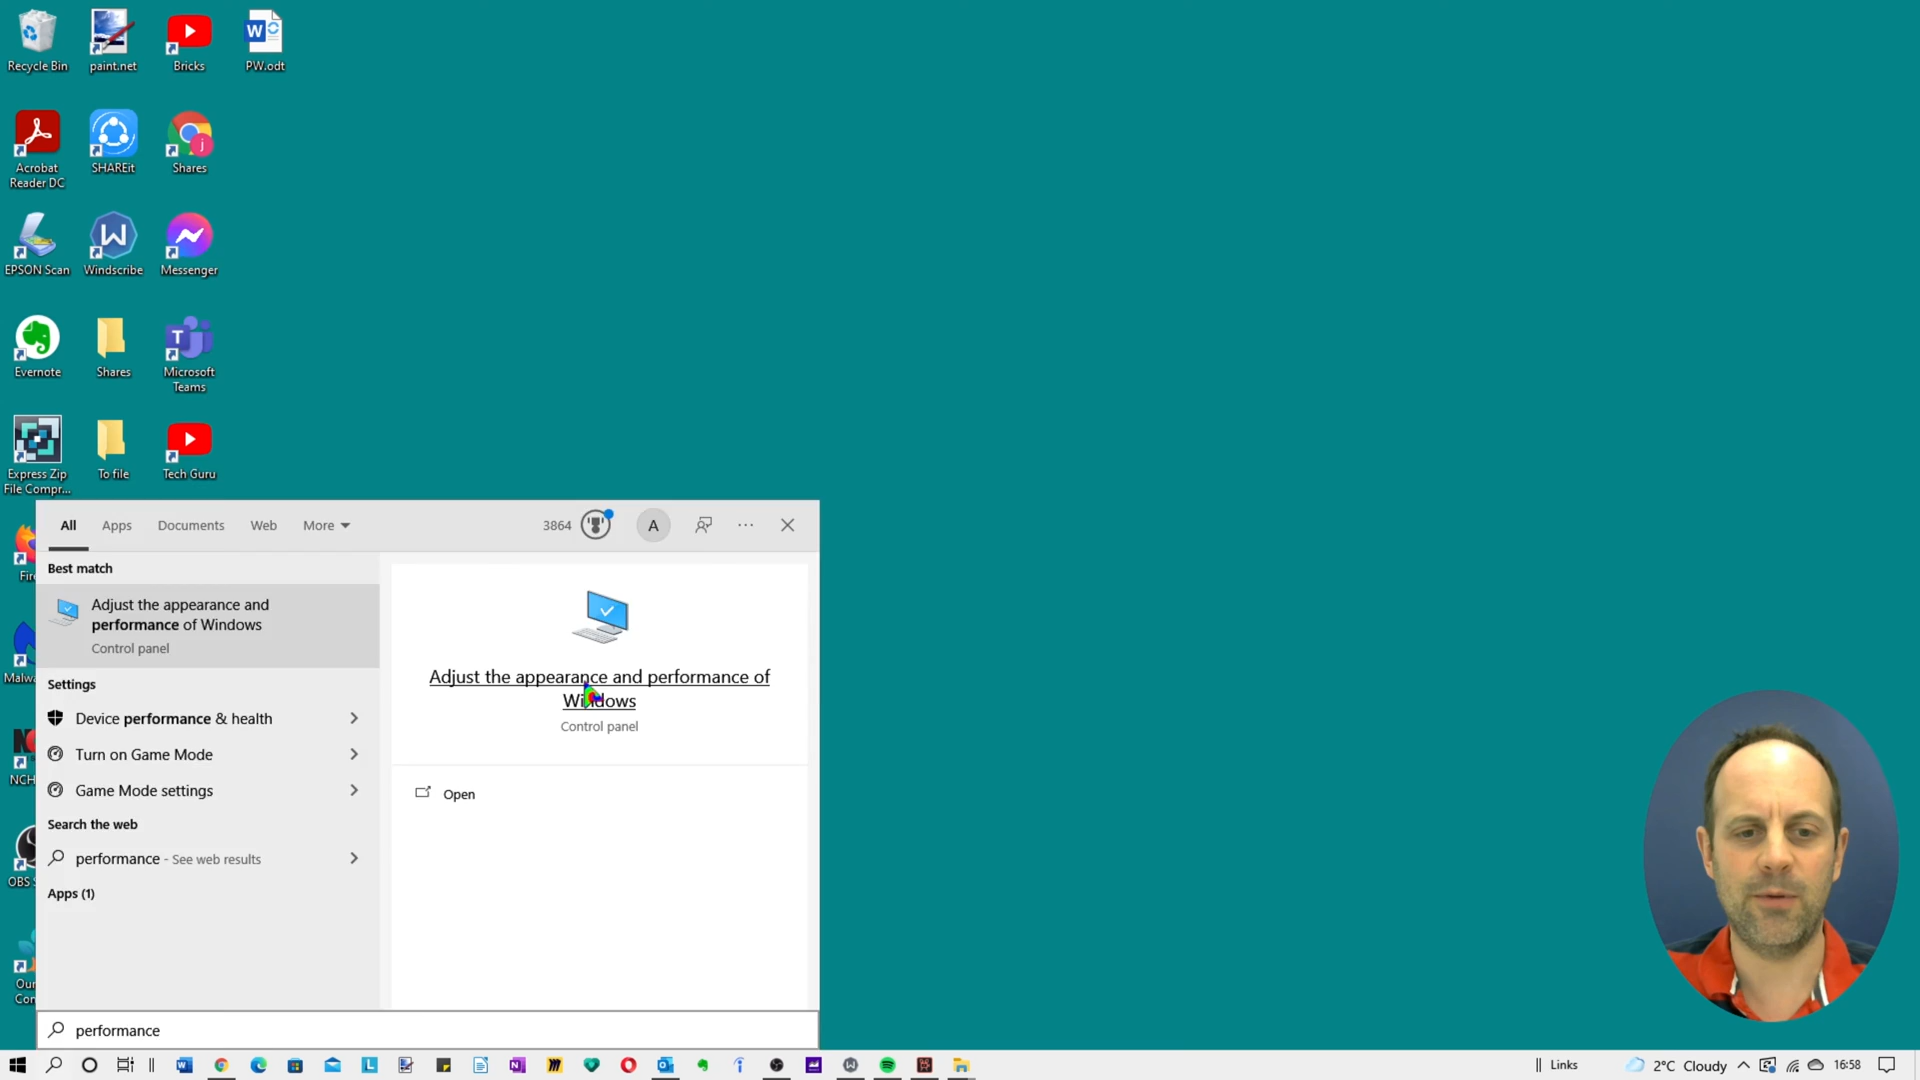 Recycle Bin
paint.net
Bricks
PW.odt
Acrobat
Reader DC
SHAREit
Shares
EPSON Scan
Windscribe
Messenger
Evernote
Shares
Microsoft
Teams
Express Zip
File Compr...
To file
Tech Guru
All
Apps
Documents
Web
More
3864
A
Best match
Adjust the appearance and
performance of Windows
Control panel
Settings
Device performance & health
Turn on Game Mode
Game Mode settings
Search the web
performance - See web results
Apps (1)
Adjust the appearance and performance of
Windows
Control panel
Open
performance
Links
2°C Cloudy
16:58